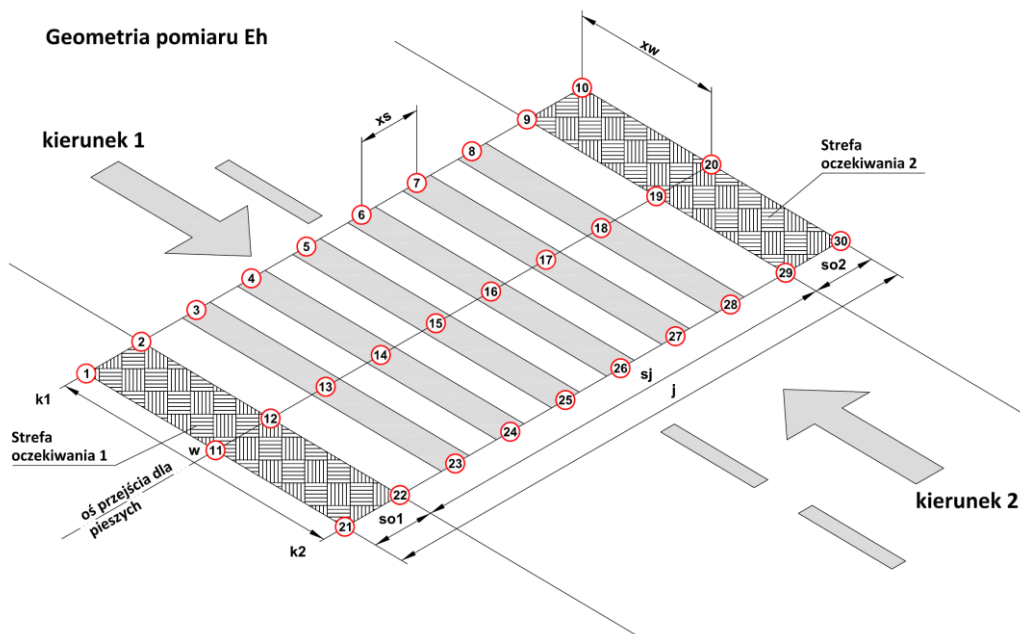 Geometria pomiaru Eh
xw
10
xs
9
kierunek 1
8
Strefa
oczekiwania 2
20
7
19
6
18
30
5
17
29
so2
4
16
28
3
15
27
2
14
26
sj
1
13
25
j
k1
12
24
Strefa
oczekiwania 1
w
11
23
oś przejścia dla
pieszych
22
kierunek 2
21
so1
k2